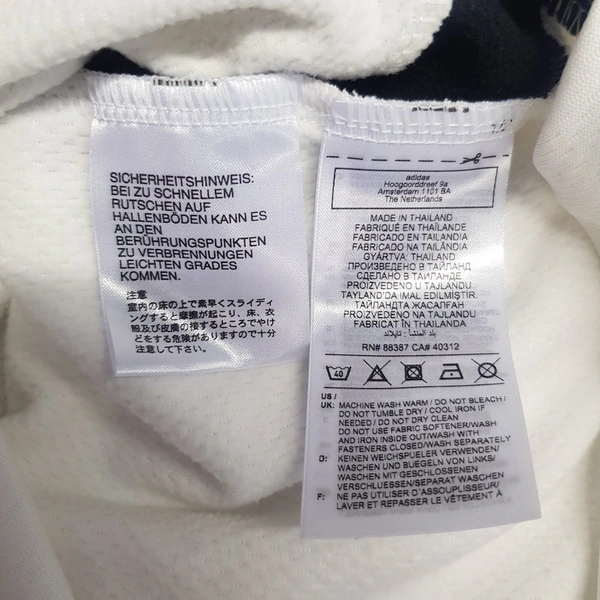 SICHERHEITSHINWEIS:
BEI ZU SCHNELLEM
RUTSCHEN AUF
HALLENBÖDEN KANN ES
AN DEN
BERÜHRUNGSPUNKTEN
ZU VERBRENNUNGEN
LEICHTEN GRADES
KOMMEN.
注意
室内の床の上で素早くスライディ
ングすると摩擦が起こり、床、衣
服及び皮膚の接するところでやけ
どをする危険がありますので十分
注意して下さい。
adidas
Hoogoorddreef 9a
Amsterdam 1101 BA
The Netherlands
MADE IN THAILAND
FABRIQUÉ EN THAÏLANDE
FABRICADO EN TAILANDIA
FABRICADO NA TAILÂNDIA
GYÁRTVA: THAIFÖLD
ПРОИЗВЕДЕНО В ТАЙЛАНД
СДЕЛАНО В ТАИЛАНДЕ
PROIZVEDENO U TAJLANDU
TAYLAND'DA İMAL EDİLMİŞTİR.
ТАЙЛАНДТА ЖАСАЛҒАН
PROIZVEDENO NA TAJLANDU
FABRICAT ÎN THAILANDA
بلد المنشأ: تايلاند
RN# 88387 CA# 40312
40
US /
UK: MACHINE WASH WARM / DO NOT BLEACH /
DO NOT TUMBLE DRY / COOL IRON IF
NEEDED / DO NOT DRY CLEAN
DO NOT USE FABRIC SOFTENER/WASH
AND IRON INSIDE OUT/WASH WITH
FASTENERS CLOSED/WASH SEPARATELY
D: KEINEN WEICHSPUELER VERWENDEN/
WASCHEN UND BUEGELN VON LINKS/
WASCHEN MIT GESCHLOSSENEN
VERSCHLUESSEN/SEPARAT WASCHEN
F: NE PAS UTILISER D'ASSOUPLISSEUR/
LAVER ET REPASSER LE VÊTEMENT À